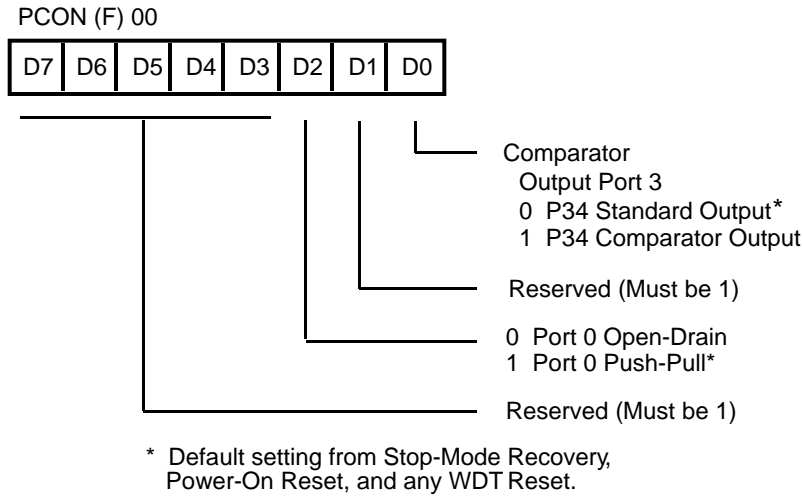 PCON (F) 00
D7 D6 D5 D4 D3 D2 D1 D0
Comparator
Output Port 3
0 P34 Standard Output*
1 P34 Comparator Output
Reserved (Must be 1)
0 Port 0 Open-Drain
1 Port 0 Push-Pull*
Reserved (Must be 1)
* Default setting from Stop-Mode Recovery,
Power-On Reset, and any WDT Reset.